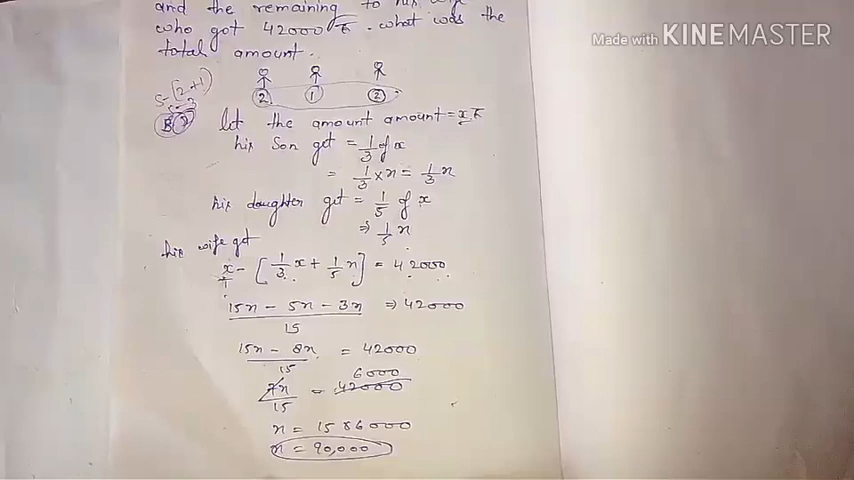 and the remaining to his wife
who got 42000 ₹. what was the
total amount.
Made with KINEMASTER
5-(2+1)
2 1 2
let the amount amount = x ₹
his Son get = 1/3 of x
= 1/3 × x = 1/3 x
his daughter get = 1/5 of x
⇒ 1/5 x
his wife get
x/1 - [1/3 x + 1/5 x] = 42000
15x - 5x - 3x / 15 ⇒ 42000
15x - 8x / 15 = 42000
6000
7x / 15 = 42000
x = 15 × 6000
x = 90,000